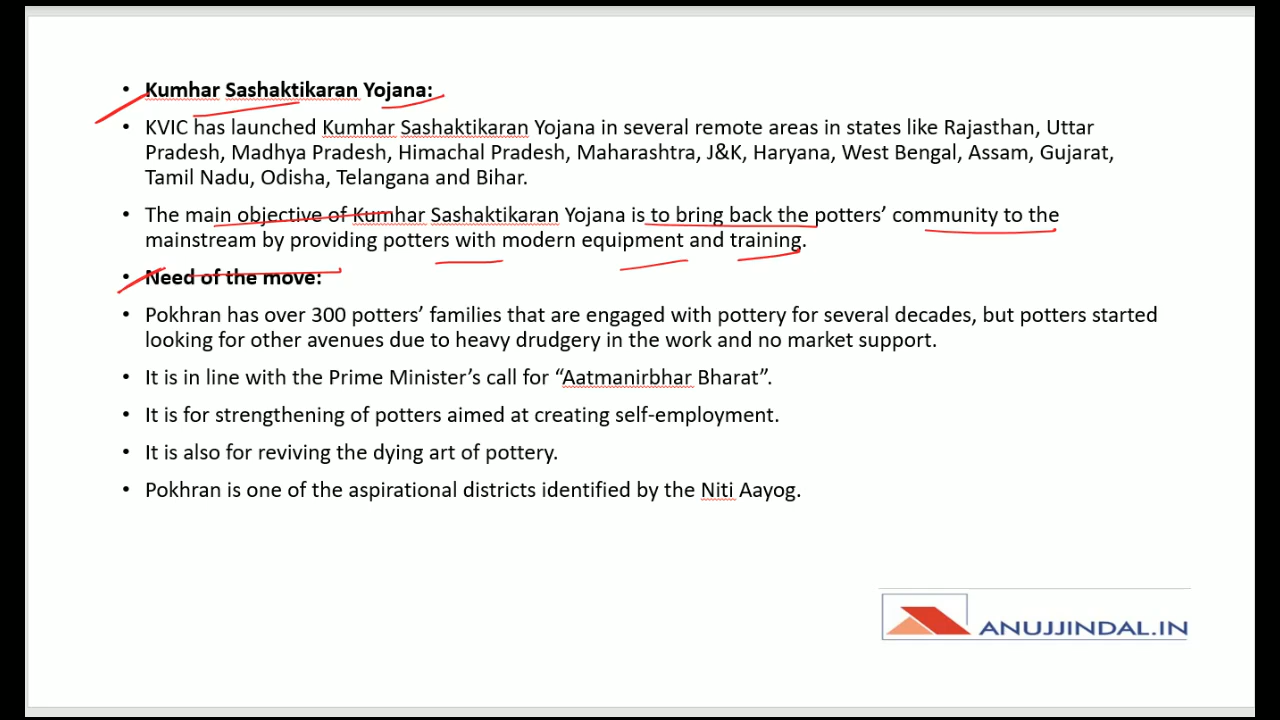 • Kumhar Sashaktikaran Yojana:
• KVIC has launched Kumhar Sashaktikaran Yojana in several remote areas in states like Rajasthan, Uttar
Pradesh, Madhya Pradesh, Himachal Pradesh, Maharashtra, J&K, Haryana, West Bengal, Assam, Gujarat,
Tamil Nadu, Odisha, Telangana and Bihar.
• The main objective of Kumhar Sashaktikaran Yojana is to bring back the potters’ community to the
mainstream by providing potters with modern equipment and training.
• Need of the move:
• Pokhran has over 300 potters’ families that are engaged with pottery for several decades, but potters started
looking for other avenues due to heavy drudgery in the work and no market support.
• It is in line with the Prime Minister’s call for “Aatmanirbhar Bharat”.
• It is for strengthening of potters aimed at creating self-employment.
• It is also for reviving the dying art of pottery.
• Pokhran is one of the aspirational districts identified by the Niti Aayog.
ANUJJINDAL.IN